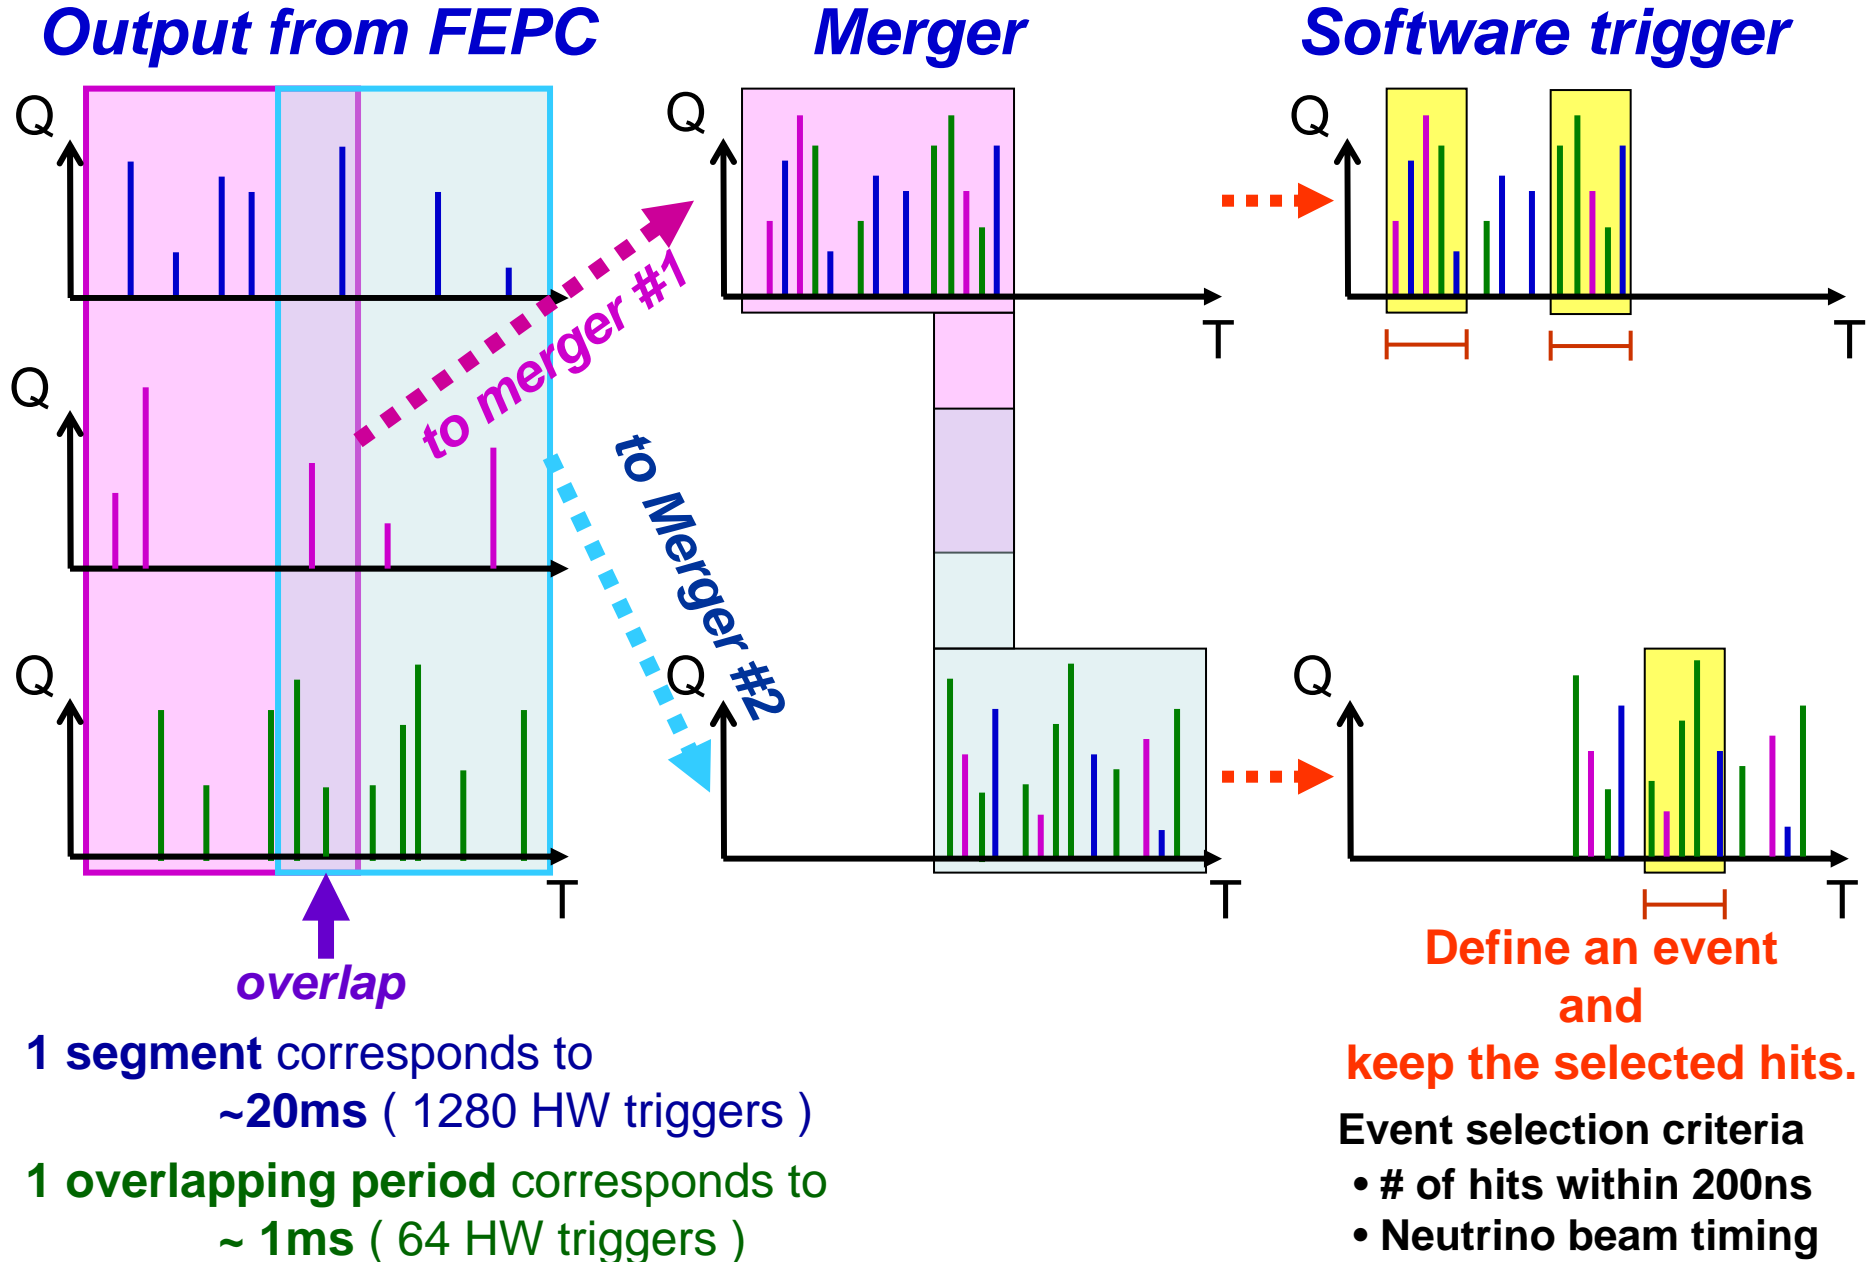 Output from FEPC
Merger
Software trigger
Q
Q
Q
T
T
to merger #1
Q
Q
Q
to Merger #2
Q
Q
T
T
T
overlap
Define an event
and
keep the selected hits.
1 segment corresponds to
~20ms ( 1280 HW triggers )
1 overlapping period corresponds to
~ 1ms ( 64 HW triggers )
Event selection criteria
• # of hits within 200ns
• Neutrino beam timing